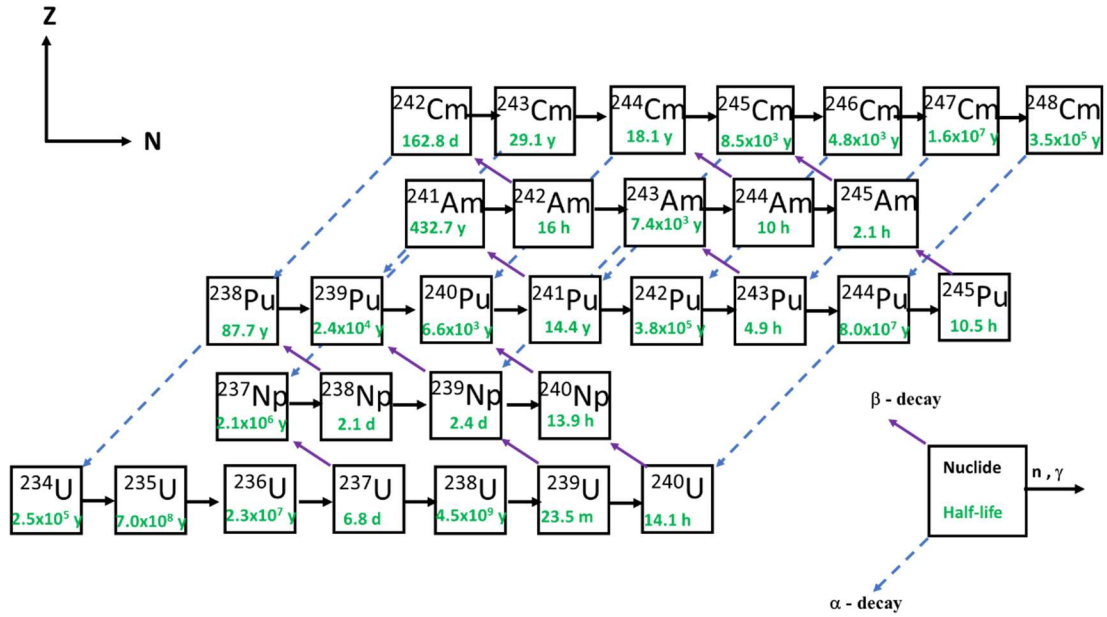 Z
N
²⁴²Cm ²⁴³Cm ²⁴⁴Cm ²⁴⁵Cm ²⁴⁶Cm ²⁴⁷Cm ²⁴⁸Cm
162.8 d 29.1 y 18.1 y 8.5x10³ y 4.8x10³ y 1.6x10⁷ y 3.5x10⁵ y
²⁴¹Am ²⁴²Am ²⁴³Am ²⁴⁴Am ²⁴⁵Am
432.7 y 16 h 7.4x10³ y 10 h 2.1 h
²³⁸Pu ²³⁹Pu ²⁴⁰Pu ²⁴¹Pu ²⁴²Pu ²⁴³Pu ²⁴⁴Pu ²⁴⁵Pu
87.7 y 2.4x10⁴ y 6.6x10³ y 14.4 y 3.8x10⁵ y 4.9 h 8.0x10⁷ y 10.5 h
²³⁷Np ²³⁸Np ²³⁹Np ²⁴⁰Np
2.1x10⁶ y 2.1 d 2.4 d 13.9 h
²³⁴U ²³⁵U ²³⁶U ²³⁷U ²³⁸U ²³⁹U ²⁴⁰U
2.5x10⁵ y 7.0x10⁸ y 2.3x10⁷ y 6.8 d 4.5x10⁹ y 23.5 m 14.1 h
β - decay
Nuclide
n , γ
Half-life
α - decay